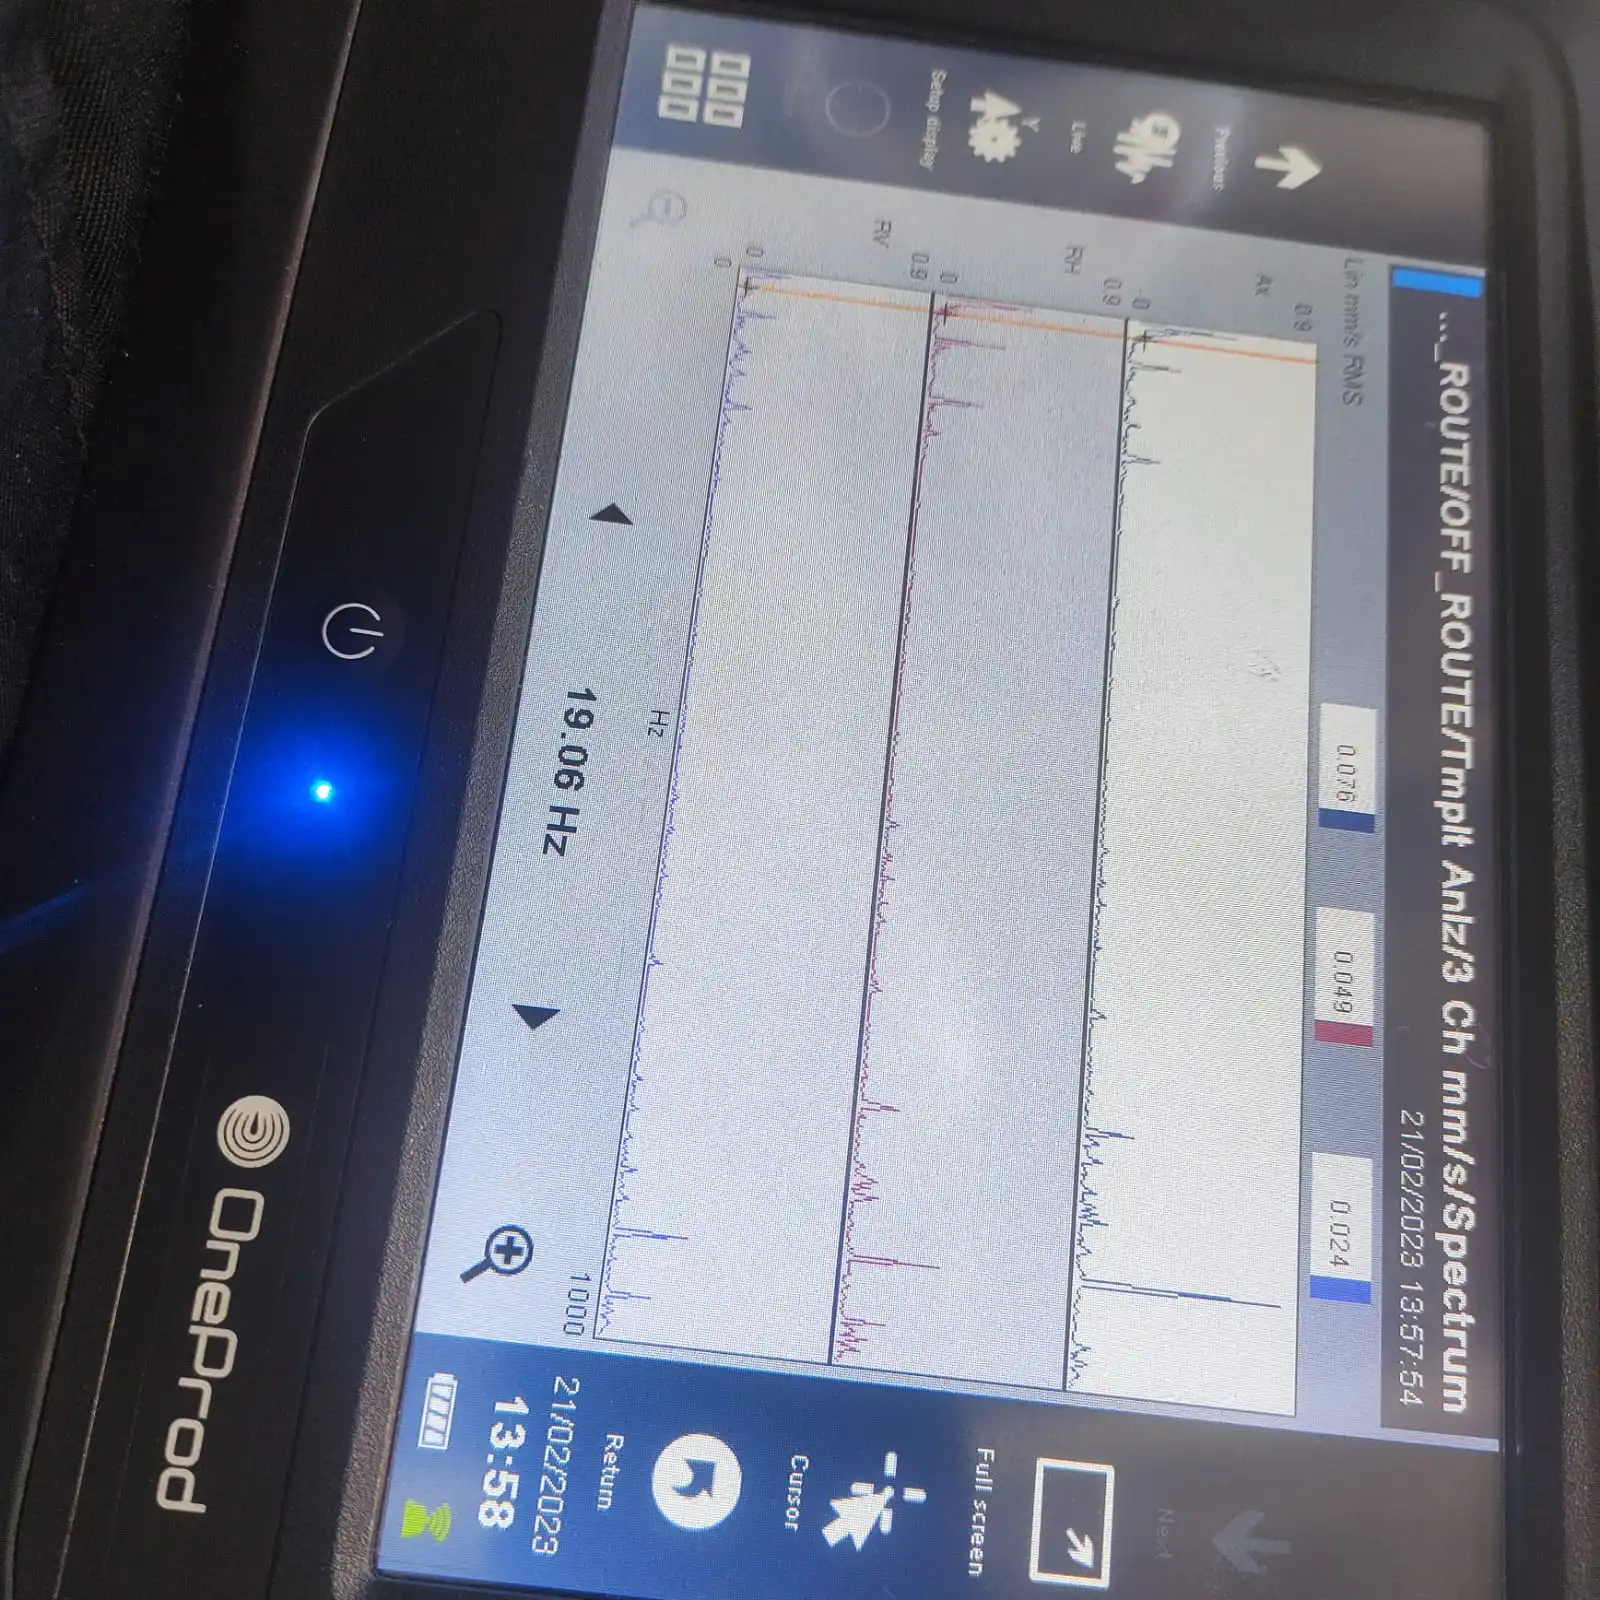 ..._ROUTE/OFF_ROUTE/Tmplt Anlz/3 Ch mm/s/Spectrum
21/02/2023 13:57:54
Previous
Live
Y
Setup display
Lin mm/s RMS
0.076
0.049
0.024
0.9
Ax
0
0.9
RH
0
0.9
RV
0
0
Hz
1000
19.06 Hz
Next
Full screen
Cursor
Return
21/02/2023
13:58
OneProd